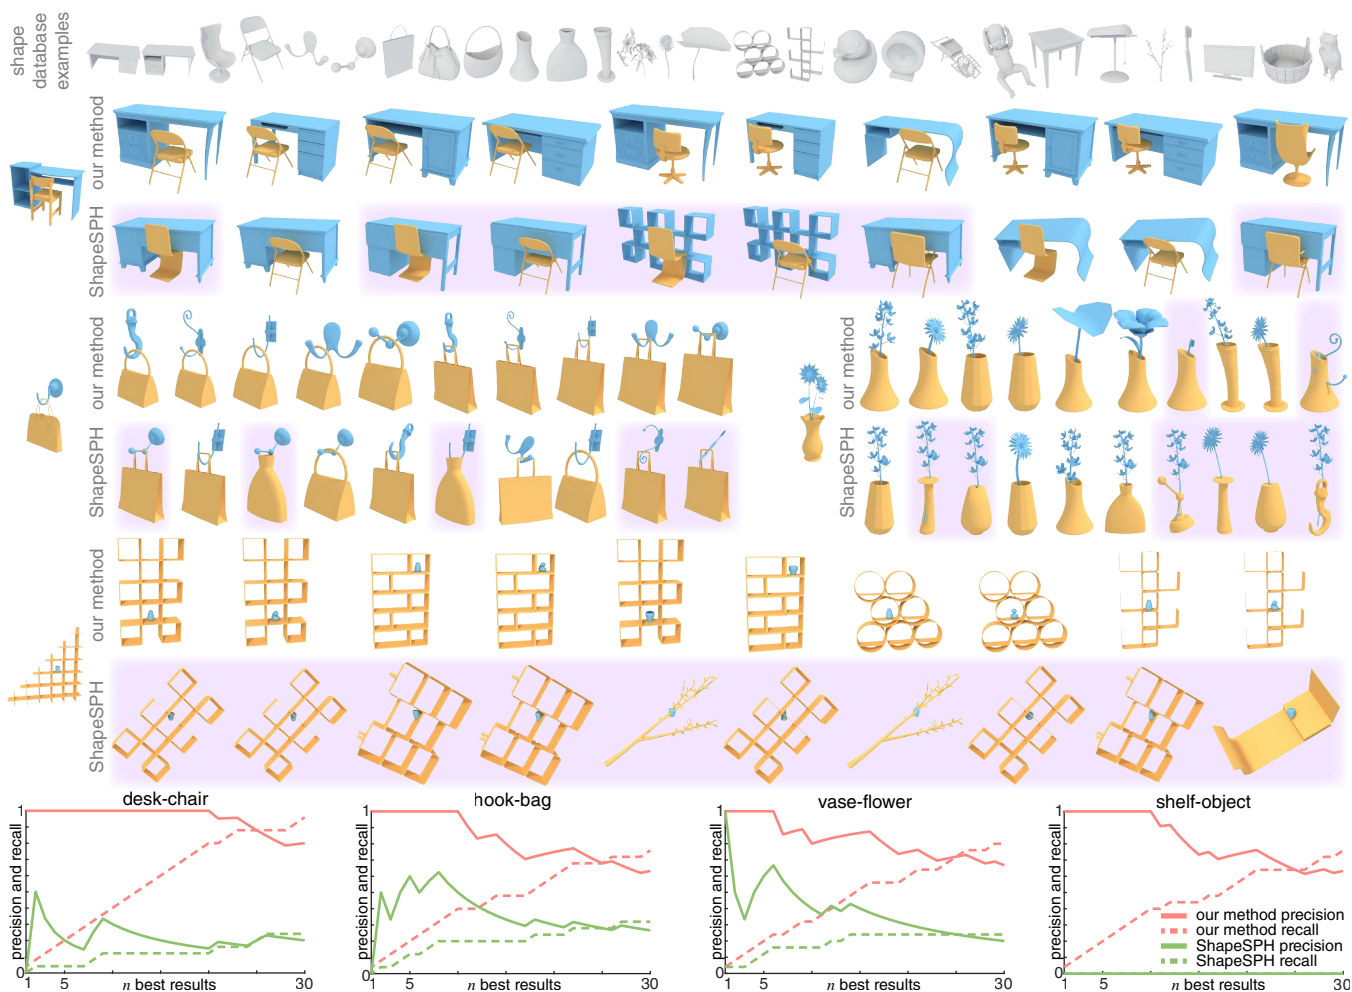 shape
database
examples
our method
ShapeSPH
our method
ShapeSPH
our method
ShapeSPH
our method
ShapeSPH
desk-chair
hook-bag
vase-flower
shelf-object
precision and recall
1
0
1 5 n best results 30
precision and recall
1
0
1 5 n best results 30
precision and recall
1
0
1 5 n best results 30
precision and recall
1
0
1 5 n best results 30
our method precision
our method recall
ShapeSPH precision
ShapeSPH recall